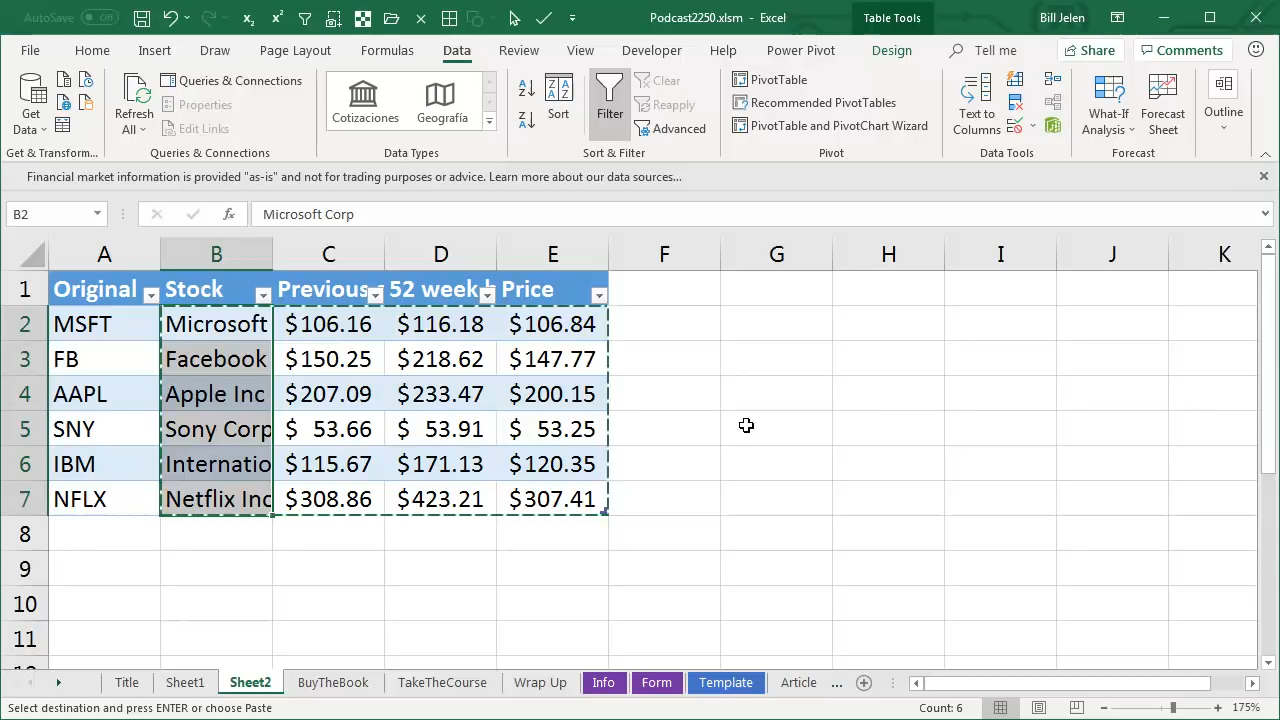 AutoSave Off
Podcast2250.xlsm - Excel
Table Tools
Bill Jelen
File Home Insert Draw Page Layout Formulas Data Review View Developer Help Power Pivot Design Tell me Share Comments
Get Data
Get & Transform...
Refresh All
Queries & Connections
Properties
Edit Links
Queries & Connections
Cotizaciones
Geografía
Data Types
Sort
Filter
Clear
Reapply
Advanced
Sort & Filter
PivotTable
Recommended PivotTables
PivotTable and PivotChart Wizard
Pivot
Text to Columns
Data Tools
What-If Analysis
Forecast Sheet
Forecast
Outline
Financial market information is provided "as-is" and not for trading purposes or advice. Learn more about our data sources...
B2
fx
Microsoft Corp
A B C D E F G H I J K
1 Original Stock Previous 52 week h Price
2 MSFT Microsoft $106.16 $116.18 $106.84
3 FB Facebook $150.25 $218.62 $147.77
4 AAPL Apple Inc $207.09 $233.47 $200.15
5 SNY Sony Corp $ 53.66 $ 53.91 $ 53.25
6 IBM Internatio $115.67 $171.13 $120.35
7 NFLX Netflix Inc $308.86 $423.21 $307.41
8
9
10
11
Title Sheet1 Sheet2 BuyTheBook TakeTheCourse Wrap Up Info Form Template Article ...
Select destination and press ENTER or choose Paste
Count: 6
175%